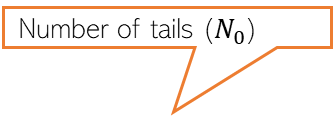 Number of tails (N₀)